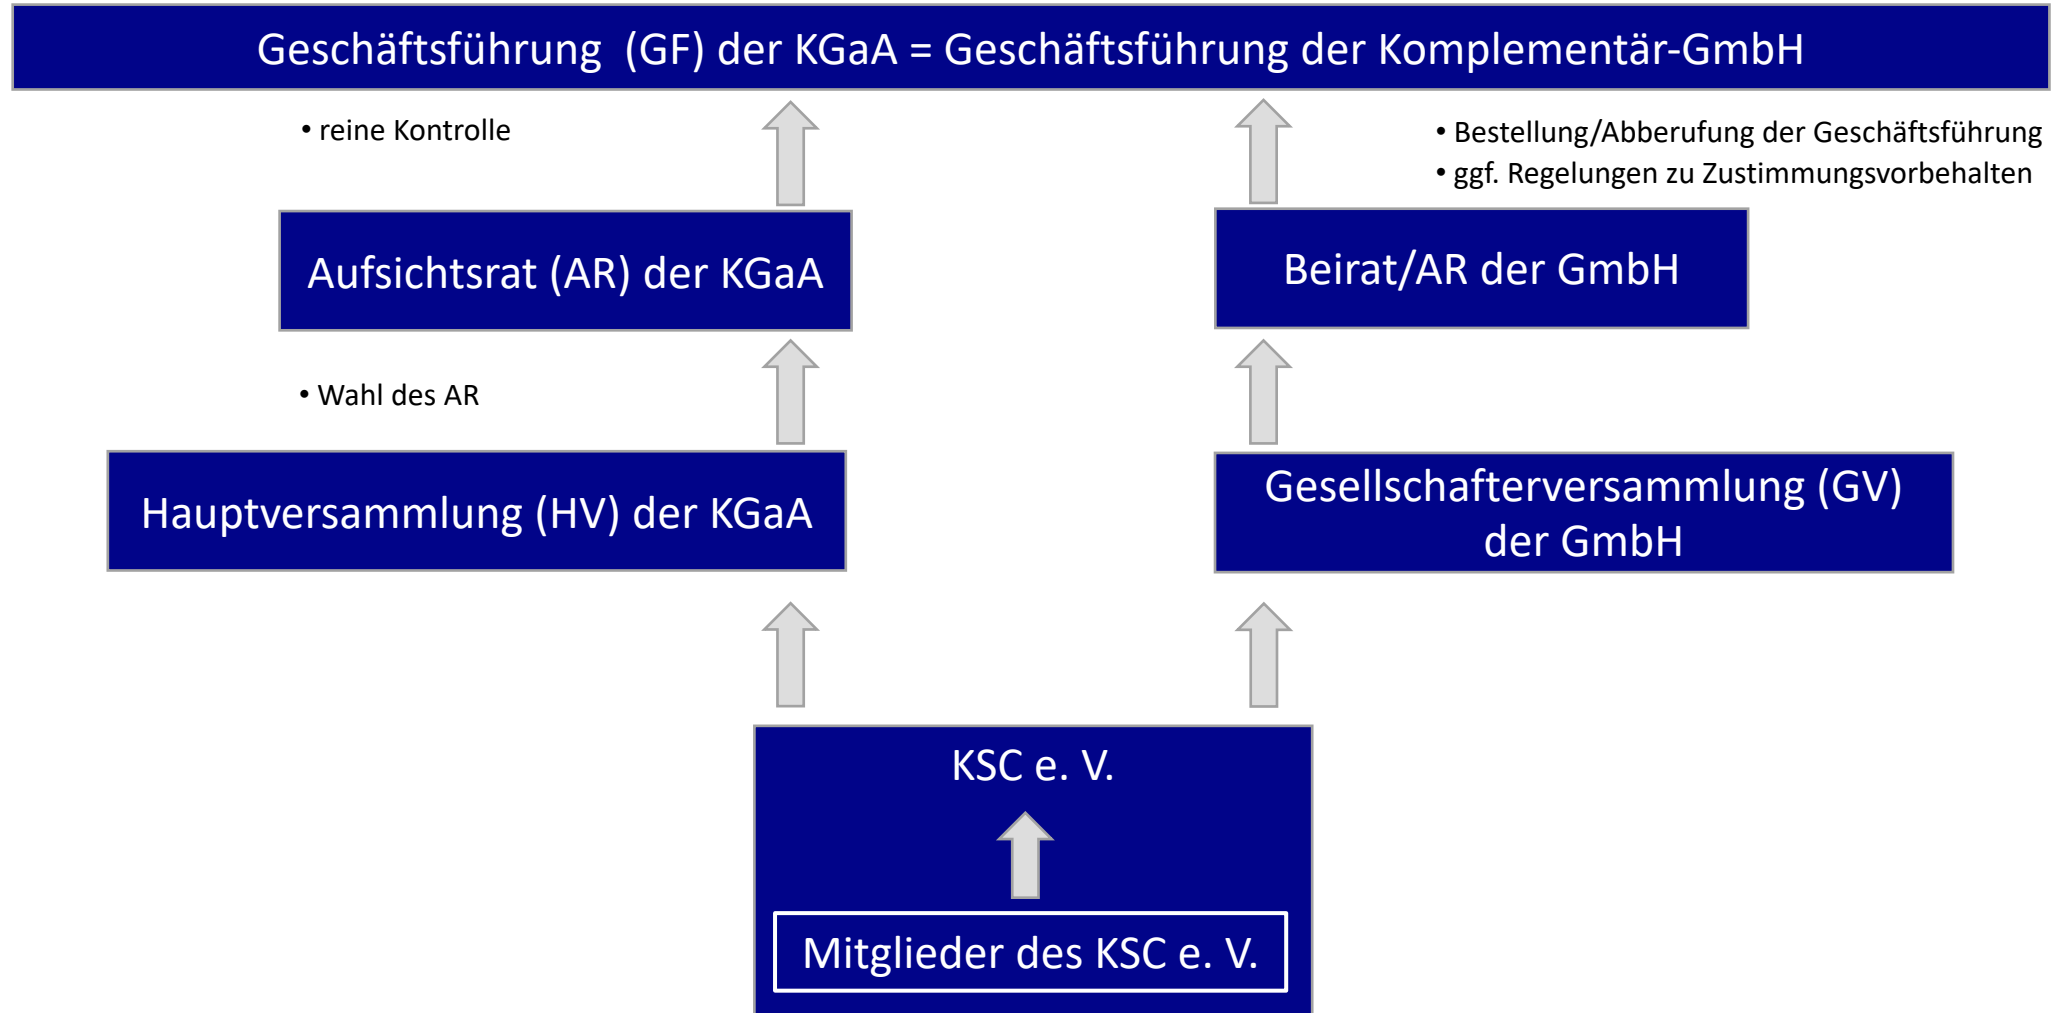 Geschäftsführung  (GF) der KGaA = Geschäftsführung der Komplementär-GmbH
• reine Kontrolle
• Bestellung/Abberufung der Geschäftsführung
• ggf. Regelungen zu Zustimmungsvorbehalten
Aufsichtsrat (AR) der KGaA
Beirat/AR der GmbH
• Wahl des AR
Hauptversammlung (HV) der KGaA
Gesellschafterversammlung (GV)
der GmbH
KSC e. V.
Mitglieder des KSC e. V.